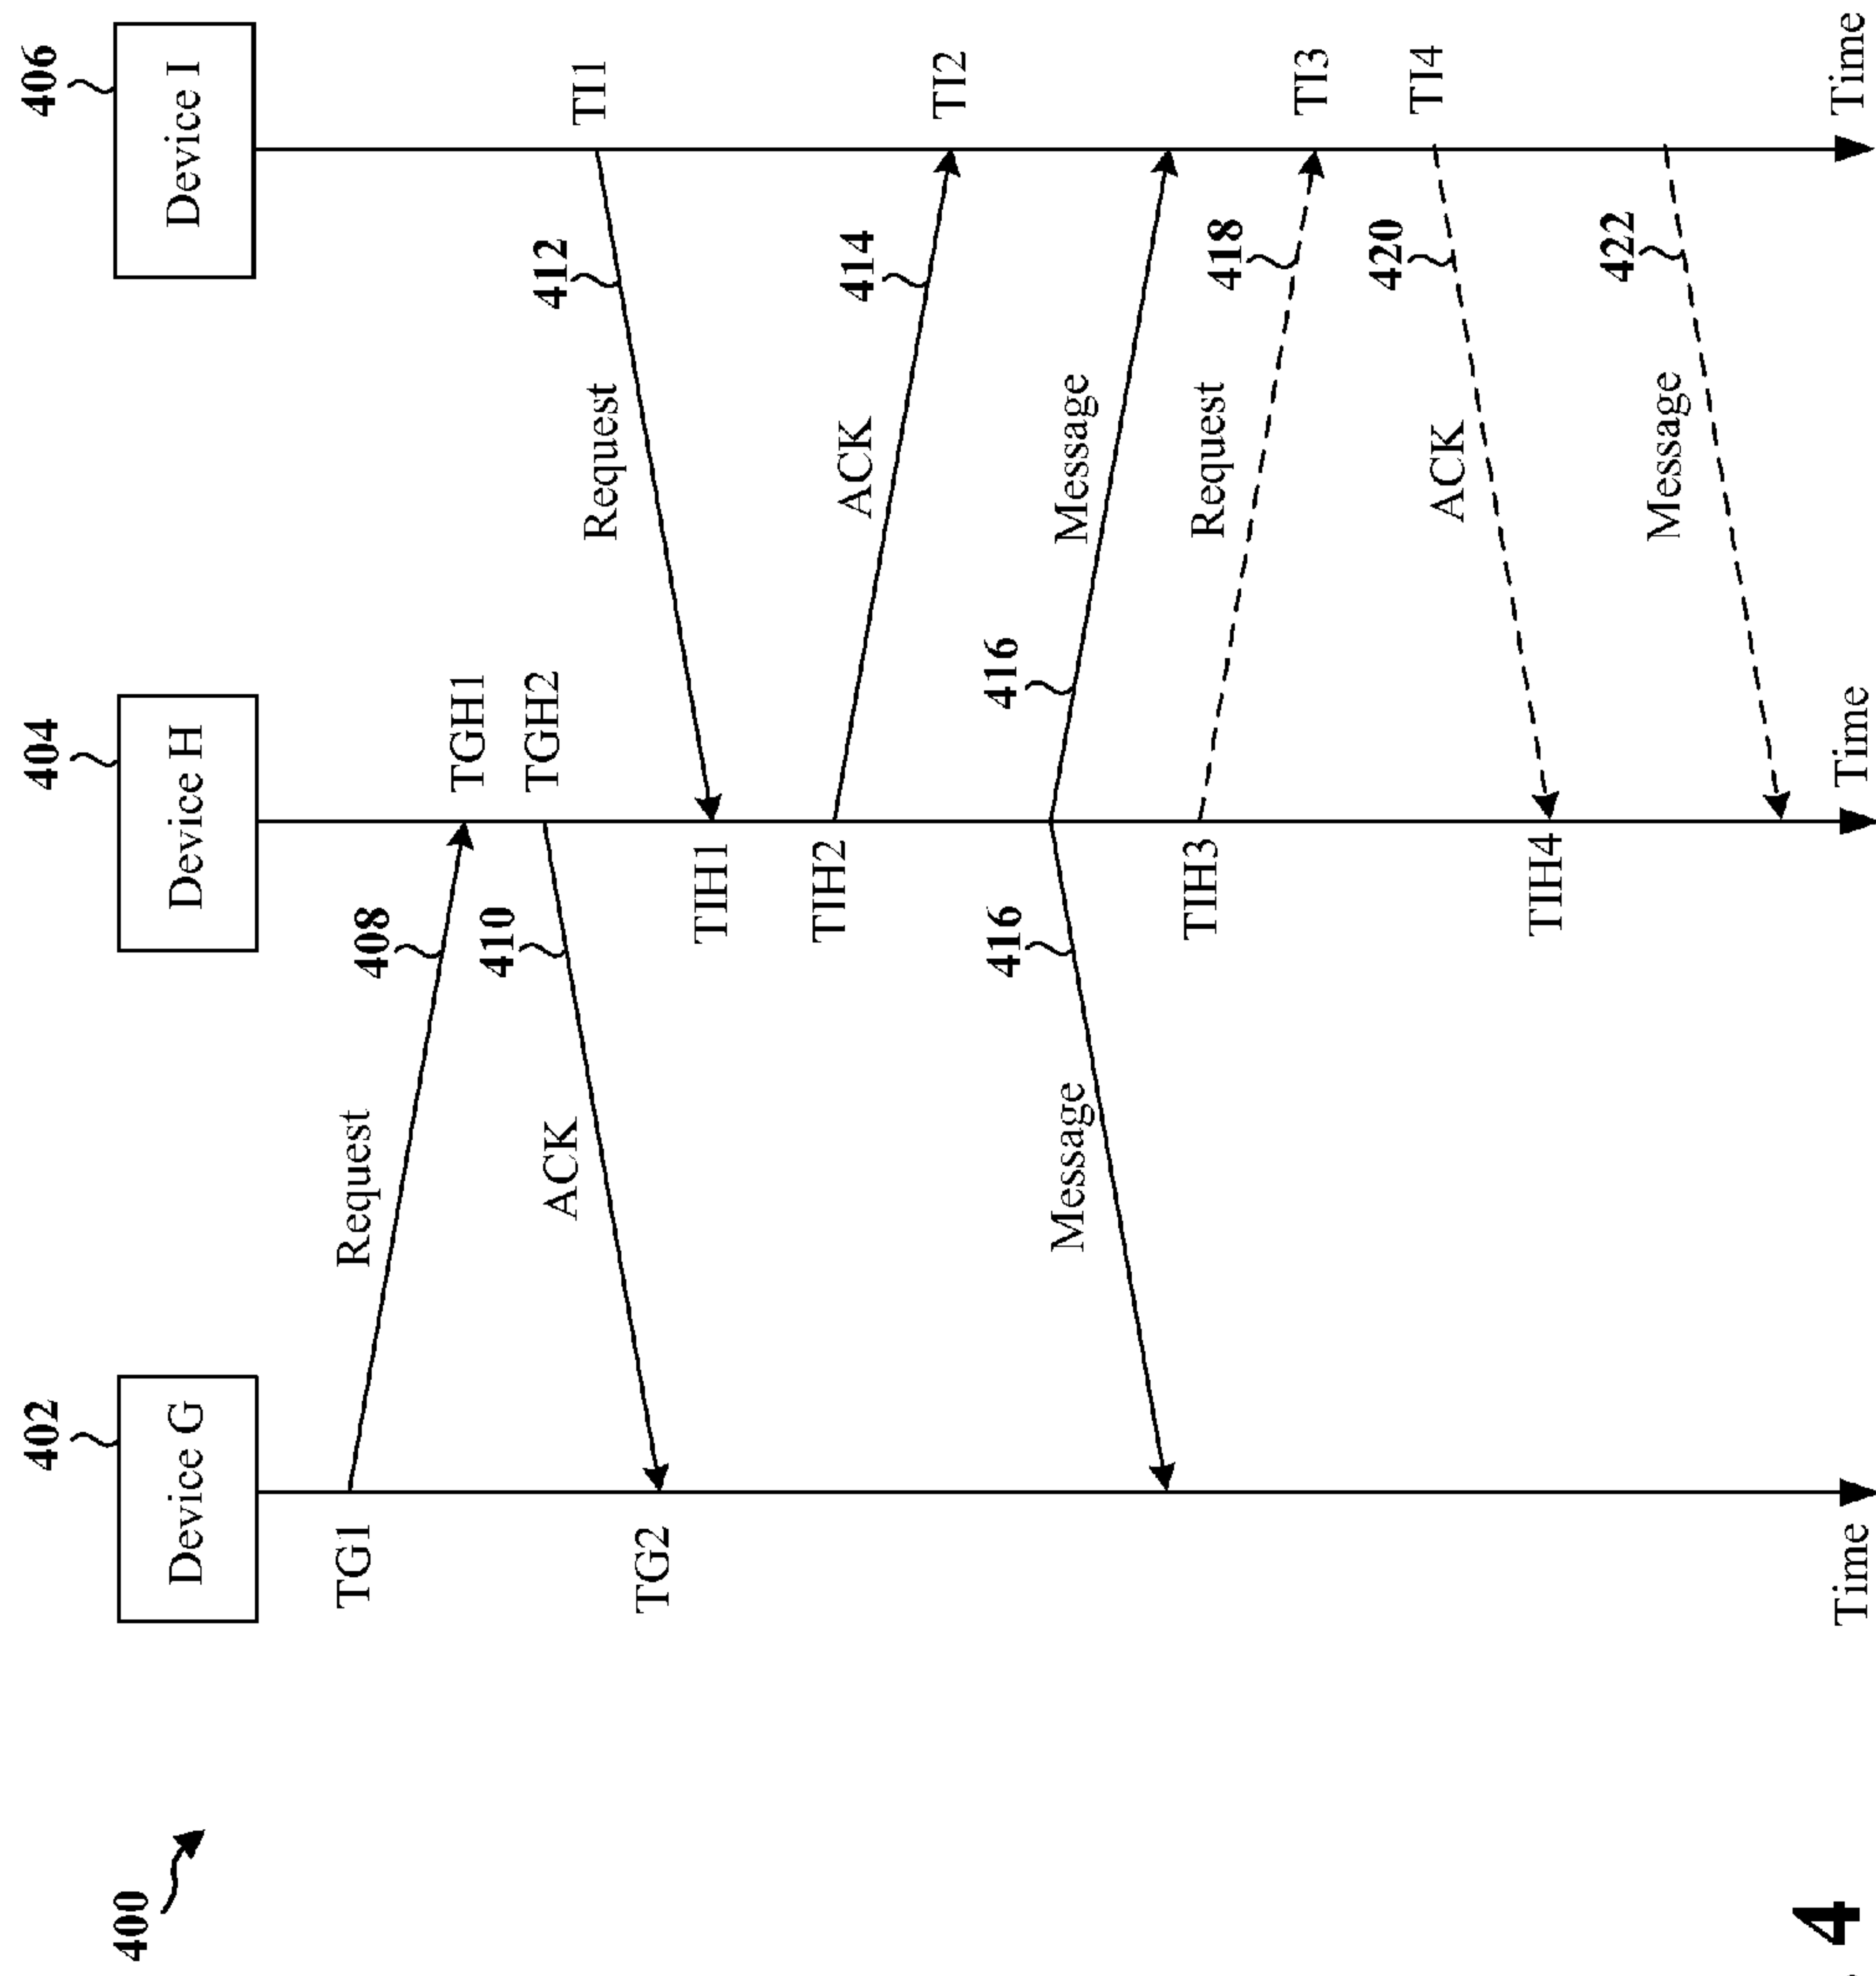 400
402
Device G
404
Device H
406
Device I
TG1
Request
408
TGH1
TGH2
410
ACK
TG2
TI1
412
Request
TIH1
TIH2
ACK
414
TI2
416
Message
416
Message
TIH3
Request
418
TI3
TI4
420
ACK
TIH4
422
Message
Time
Time
Time
4